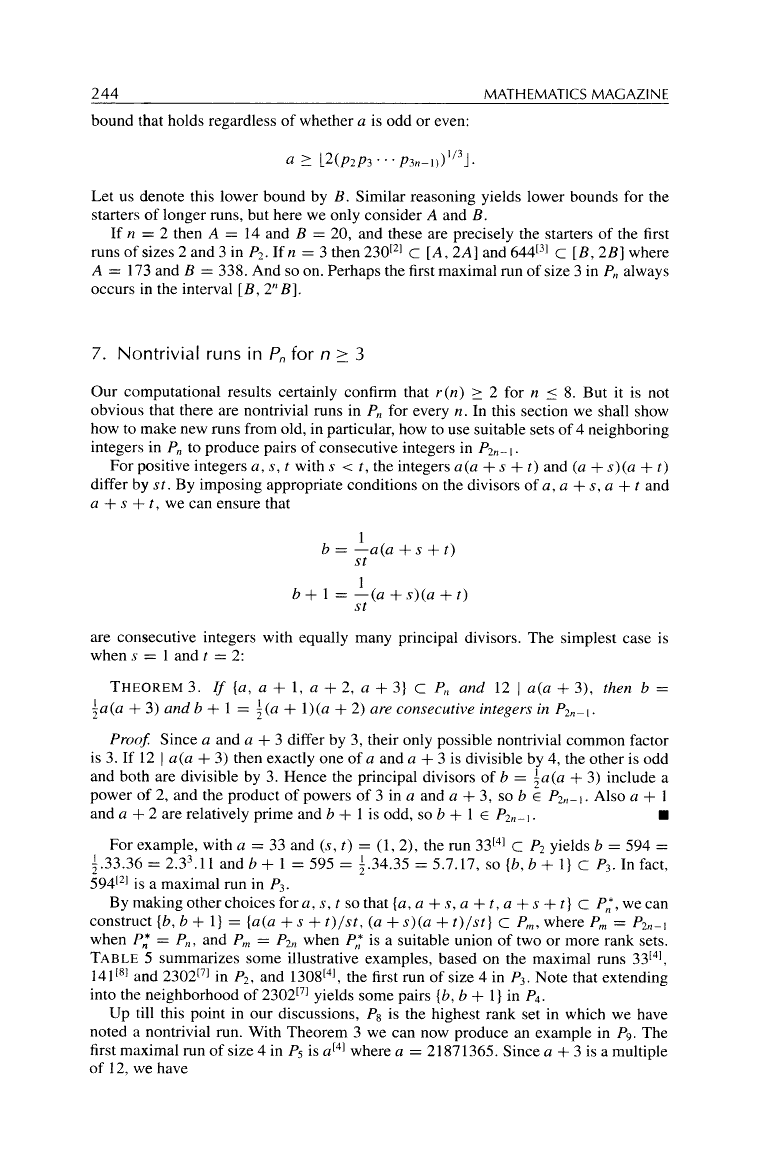 244 MATHEMATICS MAGAZINE
bound that holds regardless of whether a is odd or even:
a ≥ ⌊2(p₂p₃ ⋯ p₃ₙ₋₁₎)^{1/3}⌋.
Let us denote this lower bound by B. Similar reasoning yields lower bounds for the
starters of longer runs, but here we only consider A and B.
If n = 2 then A = 14 and B = 20, and these are precisely the starters of the first
runs of sizes 2 and 3 in P₂. If n = 3 then 230^{[2]} ⊂ [A, 2A] and 644^{[3]} ⊂ [B, 2B] where
A = 173 and B = 338. And so on. Perhaps the first maximal run of size 3 in Pₙ always
occurs in the interval [B, 2ⁿB].
7. Nontrivial runs in Pₙ for n ≥ 3
Our computational results certainly confirm that r(n) ≥ 2 for n ≤ 8. But it is not
obvious that there are nontrivial runs in Pₙ for every n. In this section we shall show
how to make new runs from old, in particular, how to use suitable sets of 4 neighboring
integers in Pₙ to produce pairs of consecutive integers in P₂ₙ₋₁.
For positive integers a, s, t with s < t, the integers a(a + s + t) and (a + s)(a + t)
differ by st. By imposing appropriate conditions on the divisors of a, a + s, a + t and
a + s + t, we can ensure that
b = \frac{1}{st}a(a + s + t)
b + 1 = \frac{1}{st}(a + s)(a + t)
are consecutive integers with equally many principal divisors. The simplest case is
when s = 1 and t = 2:
THEOREM 3. If {a, a + 1, a + 2, a + 3} ⊂ Pₙ and 12 | a(a + 3), then b =
½a(a + 3) and b + 1 = ½(a + 1)(a + 2) are consecutive integers in P₂ₙ₋₁.
Proof. Since a and a + 3 differ by 3, their only possible nontrivial common factor
is 3. If 12 | a(a + 3) then exactly one of a and a + 3 is divisible by 4, the other is odd
and both are divisible by 3. Hence the principal divisors of b = ½a(a + 3) include a
power of 2, and the product of powers of 3 in a and a + 3, so b ∈ P₂ₙ₋₁. Also a + 1
and a + 2 are relatively prime and b + 1 is odd, so b + 1 ∈ P₂ₙ₋₁. ■
For example, with a = 33 and (s, t) = (1, 2), the run 33^{[4]} ⊂ P₂ yields b = 594 =
½.33.36 = 2.3³.11 and b + 1 = 595 = ½.34.35 = 5.7.17, so {b, b + 1} ⊂ P₃. In fact,
594^{[2]} is a maximal run in P₃.
By making other choices for a, s, t so that {a, a + s, a + t, a + s + t} ⊂ Pₙ*, we can
construct {b, b + 1} = {a(a + s + t)/st, (a + s)(a + t)/st} ⊂ Pₘ, where Pₘ = P₂ₙ₋₁
when Pₙ* = Pₙ, and Pₘ = P₂ₙ when Pₙ* is a suitable union of two or more rank sets.
TABLE 5 summarizes some illustrative examples, based on the maximal runs 33^{[4]},
141^{[8]} and 2302^{[7]} in P₂, and 1308^{[4]}, the first run of size 4 in P₃. Note that extending
into the neighborhood of 2302^{[7]} yields some pairs {b, b + 1} in P₄.
Up till this point in our discussions, P₈ is the highest rank set in which we have
noted a nontrivial run. With Theorem 3 we can now produce an example in P₉. The
first maximal run of size 4 in P₅ is a^{[4]} where a = 21871365. Since a + 3 is a multiple
of 12, we have